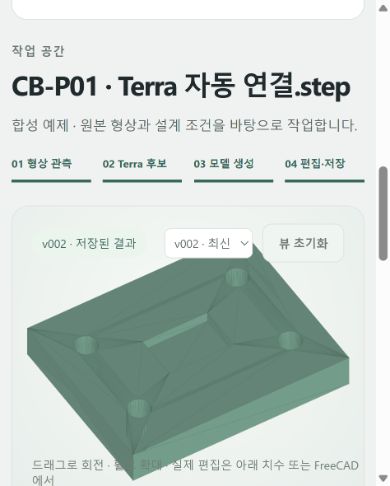 작업 공간
CB-P01 · Terra 자동 연결.step
합성 예제 · 원본 형상과 설계 조건을 바탕으로 작업합니다.
01 형상 관측 02 Terra 후보 03 모델 생성 04 편집·저장
v002 · 저장된 결과 v002 · 최신 뷰 초기화
드래그로 회전 · 확대 · 실제 편집은 아래 치수 또는 FreeCAD
에서